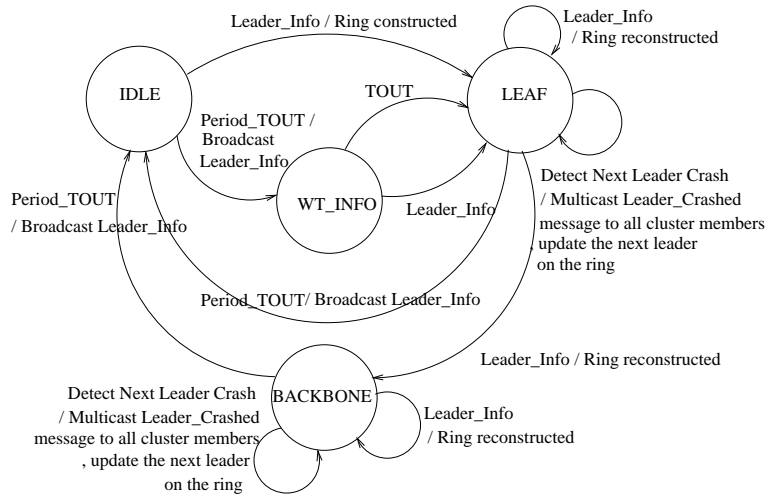 Leader_Info / Ring constructed
Leader_Info
/ Ring reconstructed
IDLE
TOUT
LEAF
Period_TOUT /
Broadcast
Leader_Info
Detect Next Leader Crash
/ Multicast Leader_Crashed
message to all cluster members
, update the next leader
on the ring
Period_TOUT
/ Broadcast Leader_Info
WT_INFO
Leader_Info
Period_TOUT/ Broadcast Leader_Info
Leader_Info / Ring reconstructed
BACKBONE
Detect Next Leader Crash
/ Multicast Leader_Crashed
message to all cluster members
, update the next leader
on the ring
Leader_Info
/ Ring reconstructed